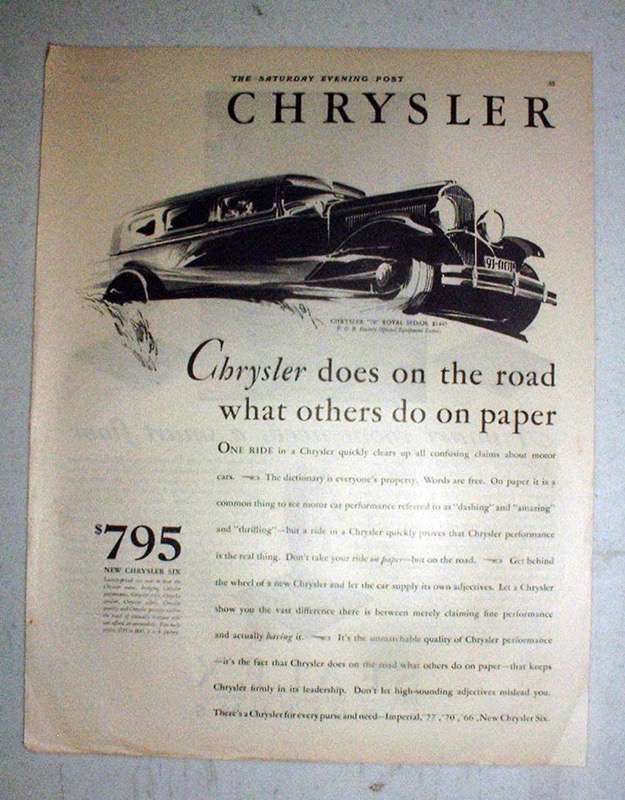 THE SATURDAY EVENING POST
CHRYSLER
CHRYSLER "70" ROYAL SEDAN,
F. O. B. Factory (Special Equipment Extra)
Chrysler does on the road
what others do on paper
ONE RIDE in a Chrysler quickly clears up all confusing claims about motor
cars. The dictionary is everyone's property. Words are free. On paper it is a
common thing to see motor car performance referred to as "dashing" and "amazing"
and "thrilling"—but a ride in a Chrysler quickly proves that Chrysler performance
is the real thing. Don't take your ride on paper—but on the road. Get behind
the wheel of a new Chrysler and let the car supply its own adjectives. Let a Chrysler
show you the vast difference there is between merely claiming fine performance
and actually having it. It's the unmatchable quality of Chrysler performance
—it's the fact that Chrysler does on the road what others do on paper—that keeps
Chrysler firmly in its leadership. Don't let high-sounding adjectives mislead you.
There's a Chrysler for every purse and need—Imperial, "77", "70", "66", New Chrysler Six.
$795
NEW CHRYSLER SIX